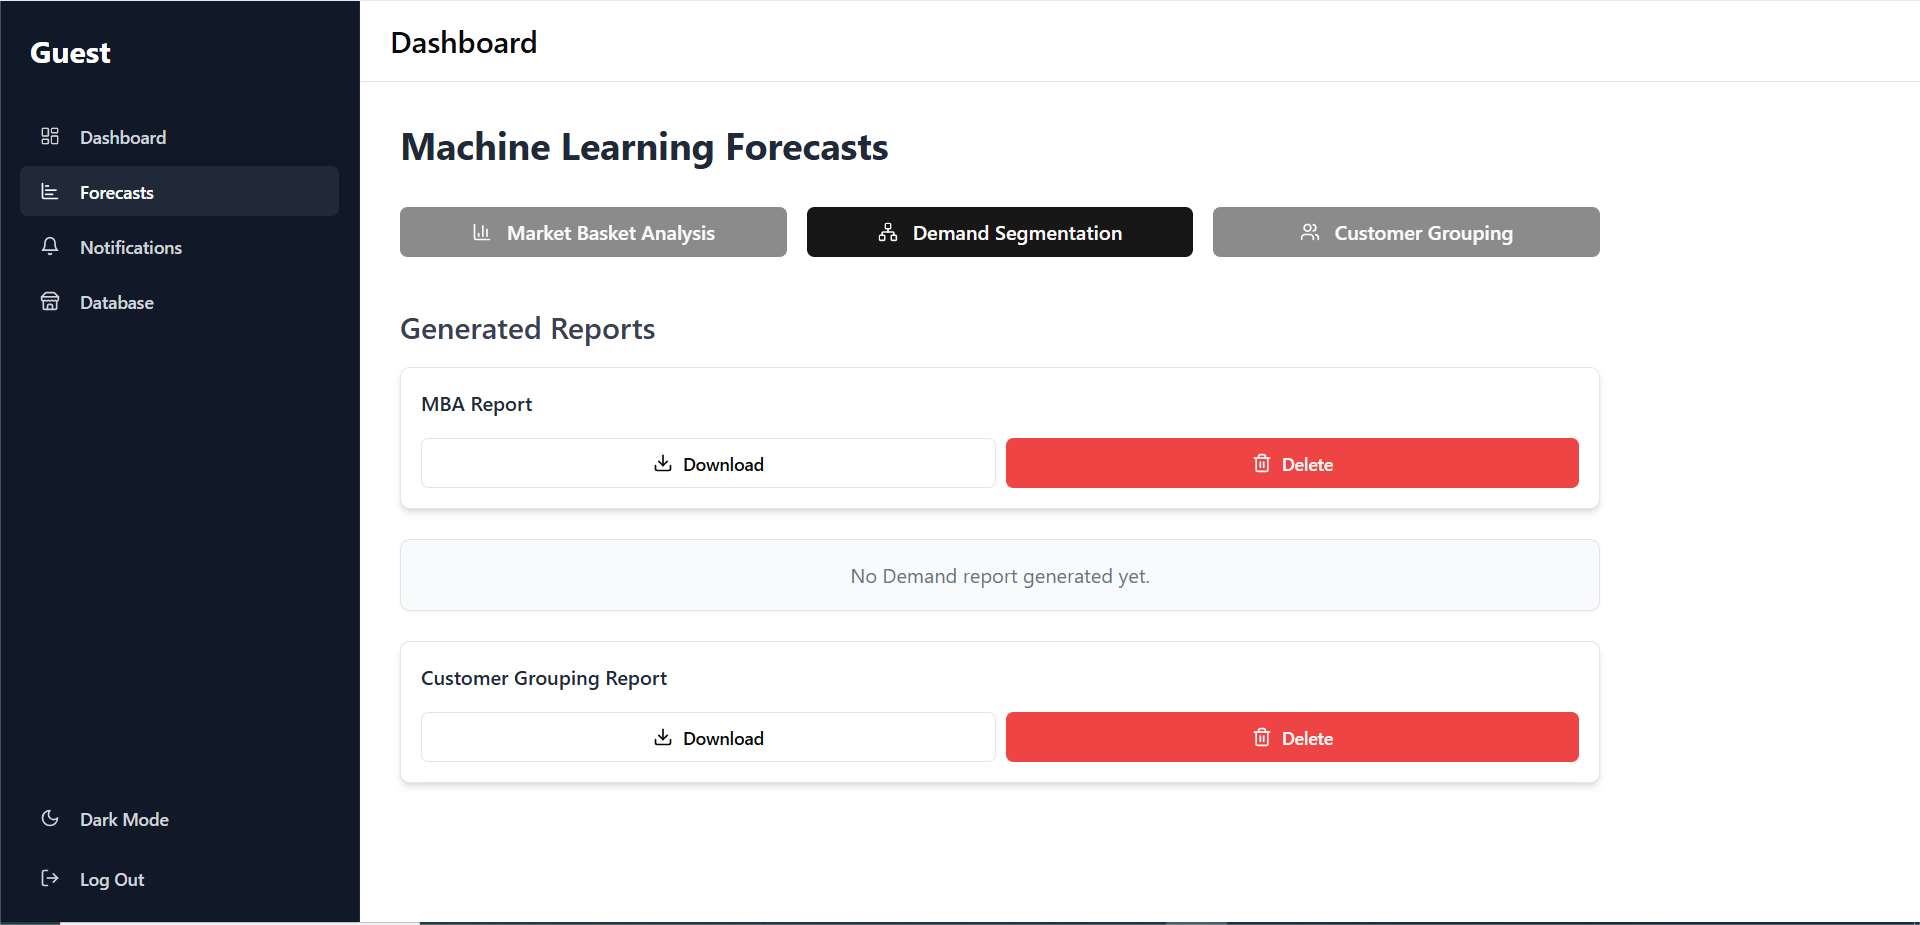 Guest
Dashboard
Forecasts
Notifications
Database
Dark Mode
Log Out
Dashboard
Machine Learning Forecasts
Market Basket Analysis
Demand Segmentation
Customer Grouping
Generated Reports
MBA Report
Download
Delete
No Demand report generated yet.
Customer Grouping Report
Download
Delete